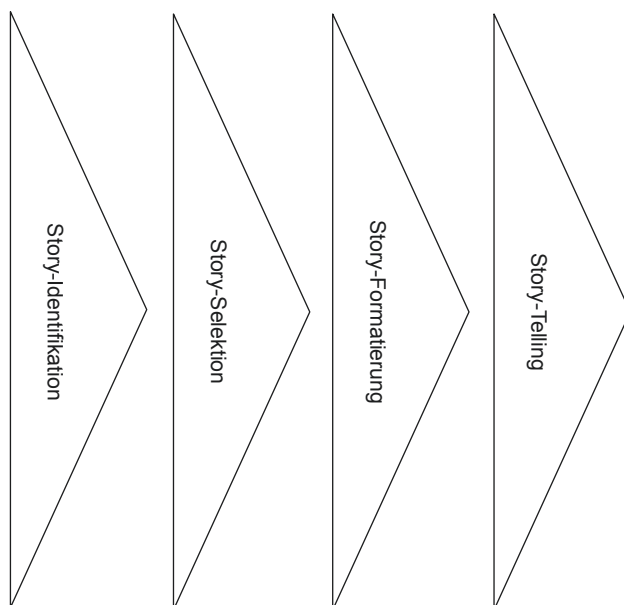 Story-Identifikation
Story-Selektion
Story-Formatierung
Story-Telling